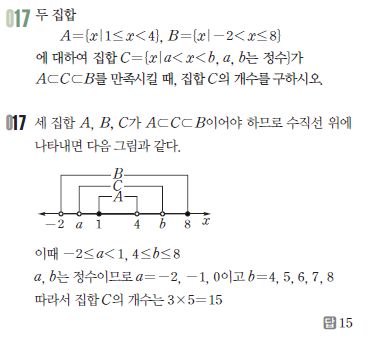 017 두 집합
A={x|1≤x<4}, B={x|-2<x≤8}
에 대하여 집합 C={x|a<x<b, a, b는 정수}가
A⊂C⊂B를 만족시킬 때, 집합 C의 개수를 구하시오.
017 세 집합 A, B, C가 A⊂C⊂B이어야 하므로 수직선 위에
나타내면 다음 그림과 같다.
B
C
A
-2 a 1 4 b 8 x
이때 -2≤a<1, 4≤b≤8
a, b는 정수이므로 a=-2, -1, 0이고 b=4, 5, 6, 7, 8
따라서 집합 C의 개수는 3×5=15
답 15